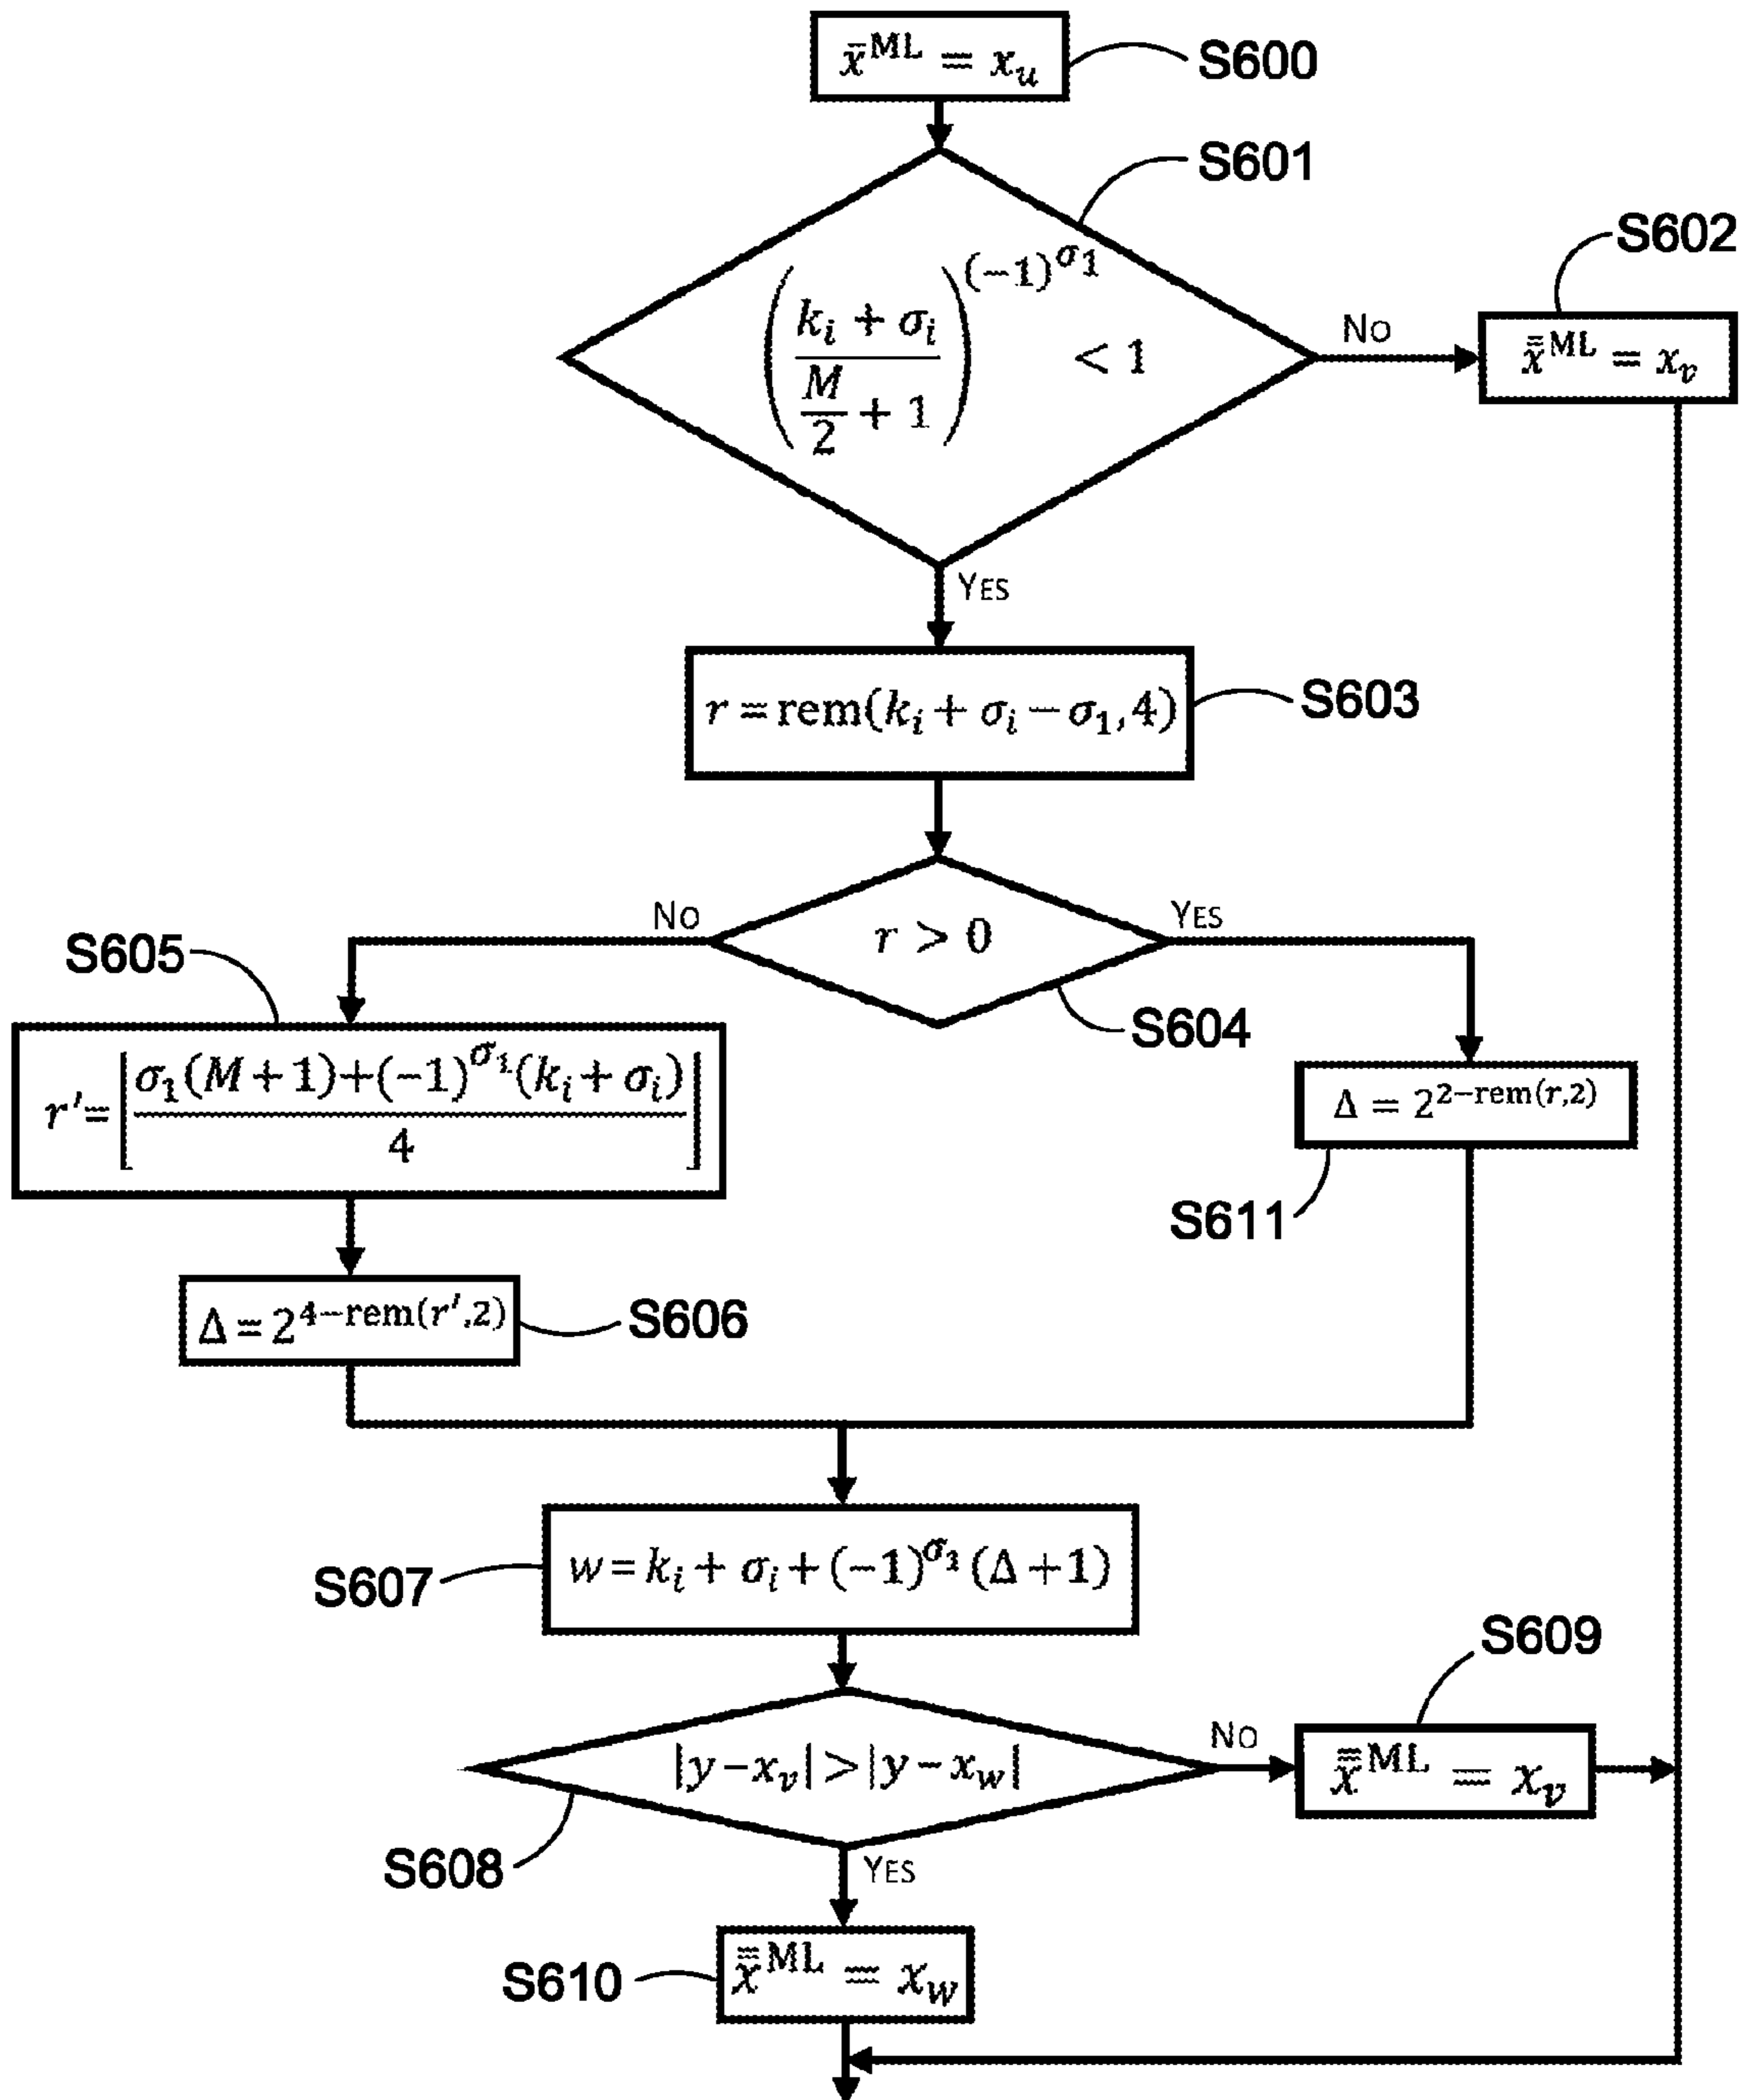 x̄^ML = x_u
S600
S601
((k_i + σ_i)/(M/2 + 1))^((-1)^σ_1) < 1
NO
S602
x̿^ML = x_v
YES
r = rem(k_i + σ_i − σ_1, 4)
S603
NO
r > 0
YES
S604
S605
r′ = ⌊(σ_1(M + 1) + (−1)^σ_1 (k_i + σ_i))/4⌋
Δ = 2^(2−rem(r,2))
S611
Δ = 2^(4−rem(r′,2))
S606
S607
w = k_i + σ_i + (−1)^σ_1 (Δ + 1)
|y − x_v| > |y − x_w|
S608
NO
S609
x̿^ML = x_v
YES
S610
x̿^ML = x_w